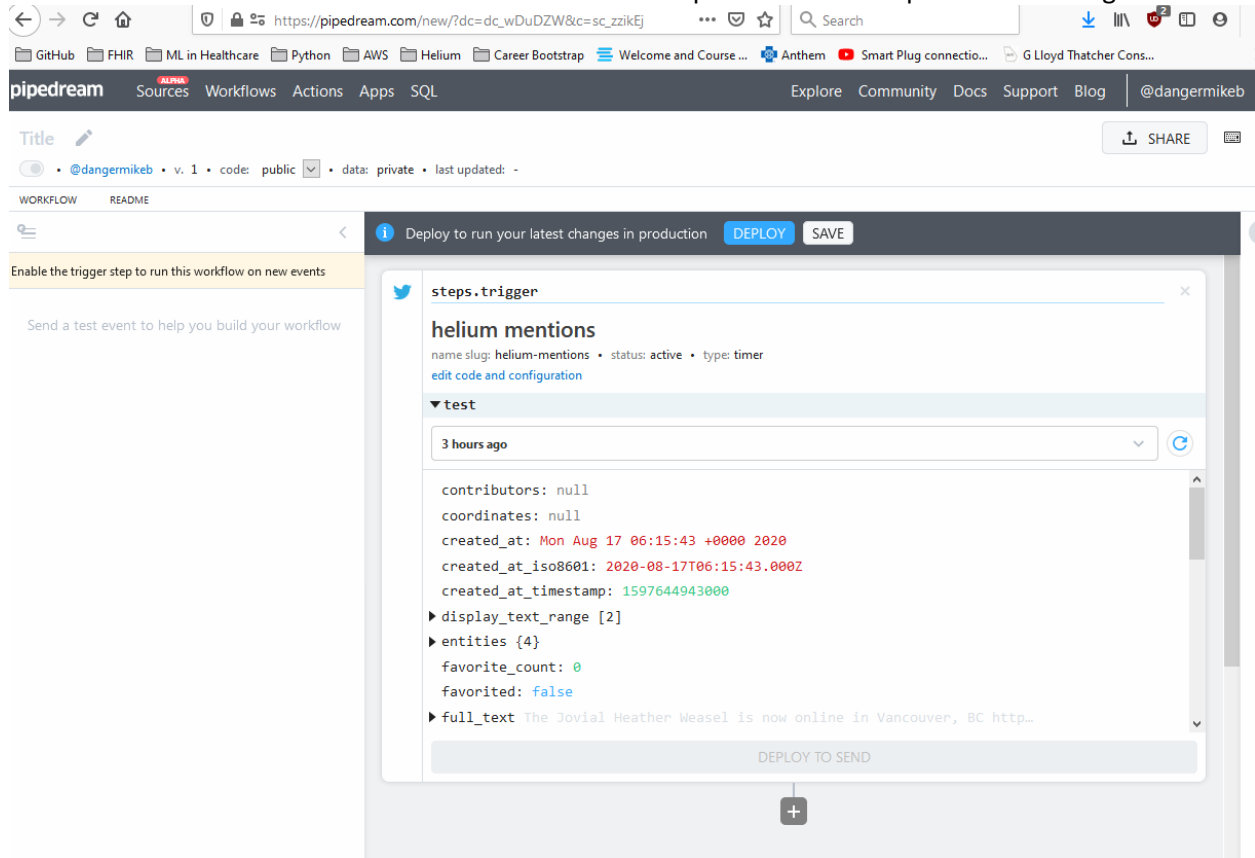 https://pipedream.com/new/?dc=dc_wDuDZW&c=sc_zzikEj ... Search 2
GitHub FHIR ML in Healthcare Python AWS Helium Career Bootstrap Welcome and Course ... Anthem Smart Plug connectio... G Lloyd Thatcher Cons...
pipedream Sources ALPHA Workflows Actions Apps SQL Explore Community Docs Support Blog @dangermikeb
Title SHARE
• @dangermikeb • v. 1 • code: public • data: private • last updated: -
WORKFLOW README
Deploy to run your latest changes in production DEPLOY SAVE
Enable the trigger step to run this workflow on new events
Send a test event to help you build your workflow
steps.trigger
helium mentions
name slug: helium-mentions • status: active • type: timer
edit code and configuration
test
3 hours ago
contributors: null
coordinates: null
created_at: Mon Aug 17 06:15:43 +0000 2020
created_at_iso8601: 2020-08-17T06:15:43.000Z
created_at_timestamp: 1597644943000
display_text_range [2]
entities {4}
favorite_count: 0
favorited: false
full_text The Jovial Heather Weasel is now online in Vancouver, BC http…
DEPLOY TO SEND